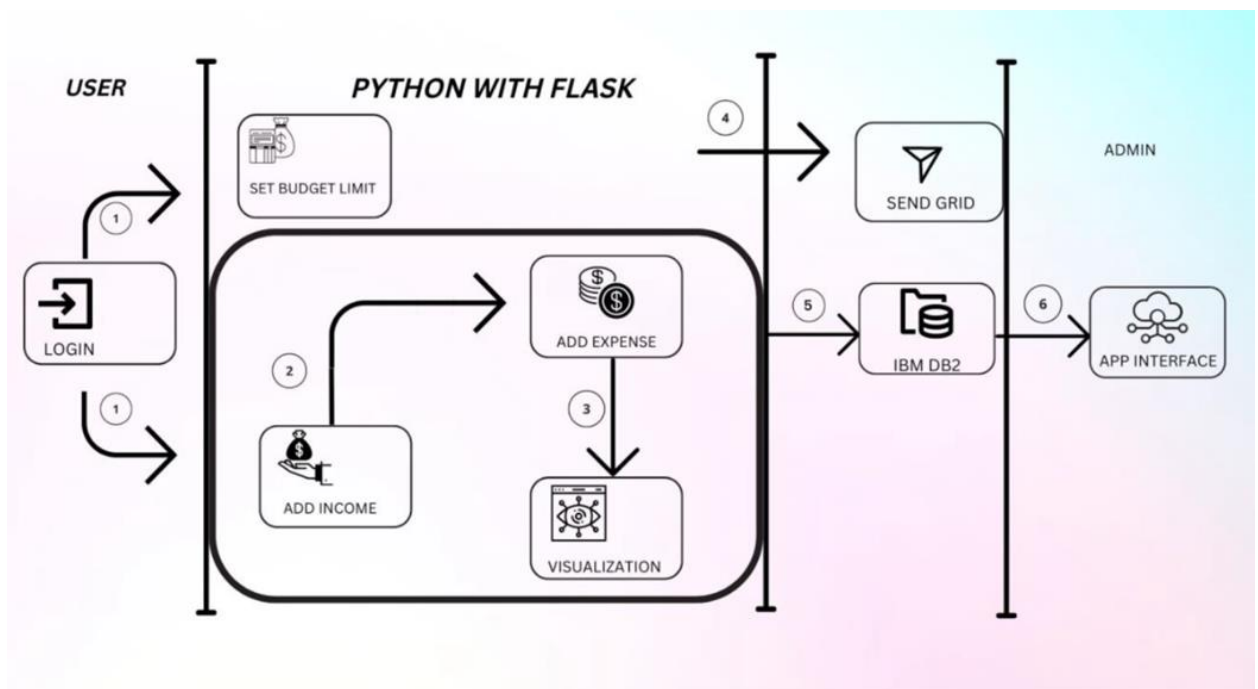 USER
PYTHON WITH FLASK
4
ADMIN
SET BUDGET LIMIT
SEND GRID
1
LOGIN
ADD EXPENSE
5
IBM DB2
6
APP INTERFACE
1
2
3
ADD INCOME
VISUALIZATION